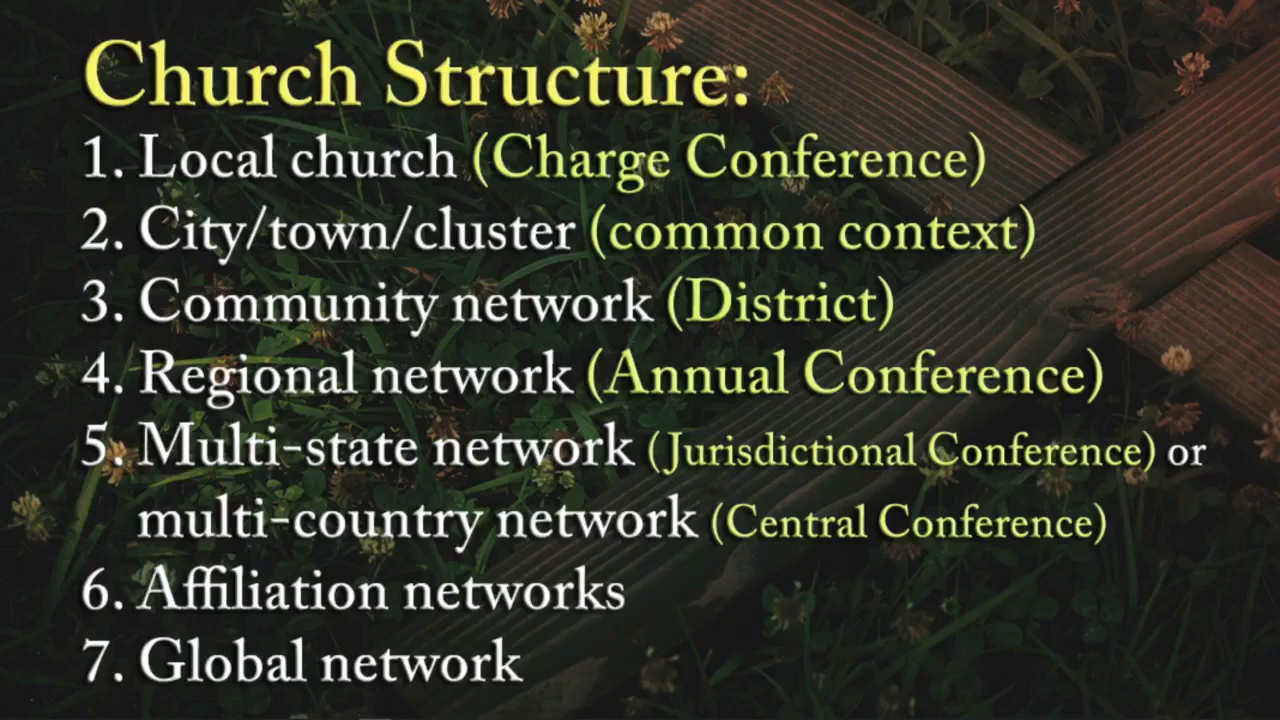 Church Structure:
1. Local church (Charge Conference)
2. City/town/cluster (common context)
3. Community network (District)
4. Regional network (Annual Conference)
5. Multi-state network (Jurisdictional Conference) or
multi-country network (Central Conference)
6. Affiliation networks
7. Global network